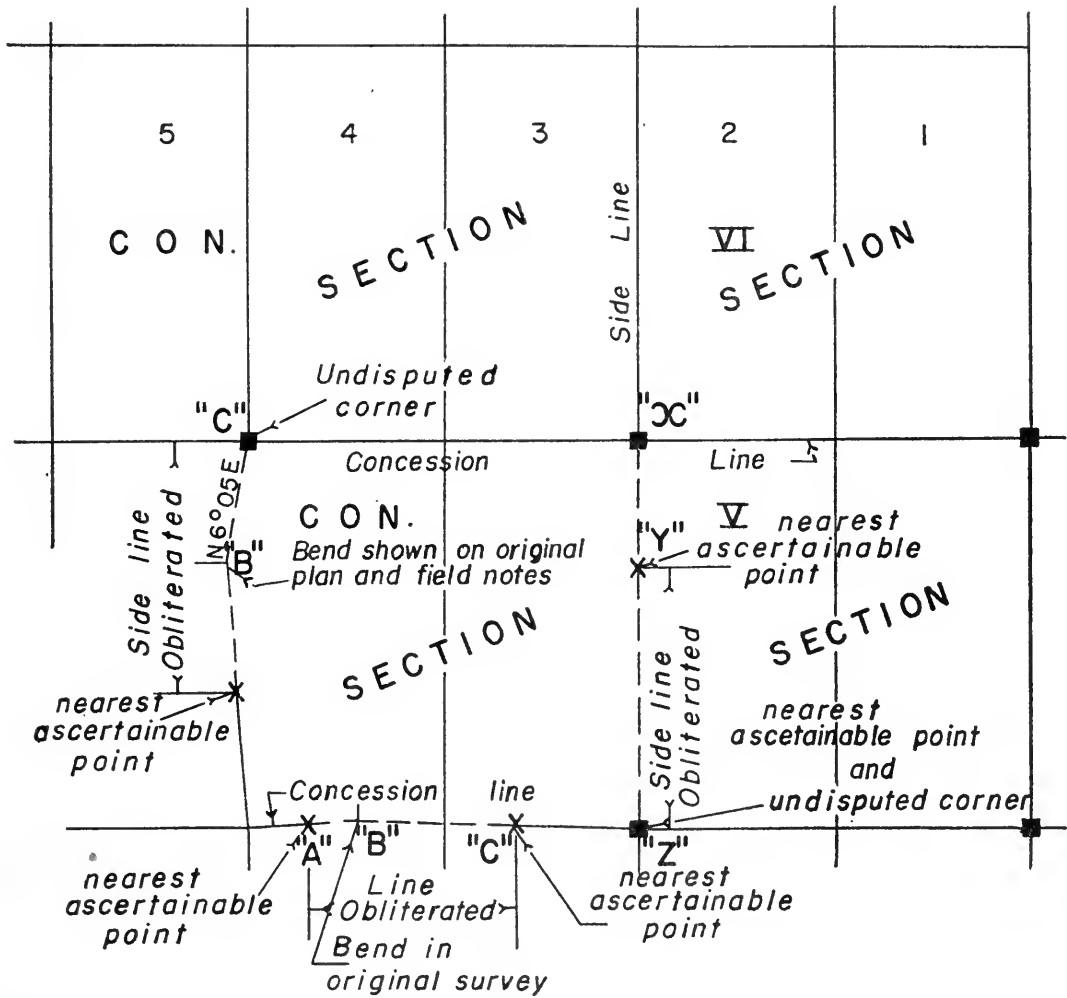 5
4
3
2
1
CON.
SECTION
Side Line
VI
SECTION
Undisputed
corner
"C"
"X"
Concession
Line
N6°05E
Side line
Obliterated
CON.
"B"
Bend shown on original
plan and field notes
"Y"
V
nearest
ascertainable
point
SECTION
SECTION
nearest
ascertainable
point
Side line
Obliterated
nearest
ascetainable point
and
undisputed corner
Concession
line
"A"
"B"
"C"
"Z"
nearest
ascertainable
point
Line
Obliterated
nearest
ascertainable
point
Bend in
original survey